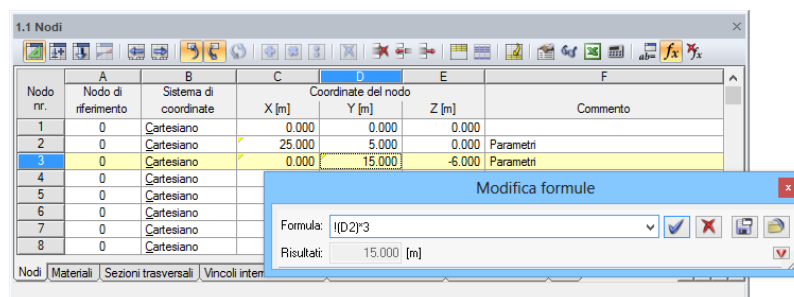 1.1 Nodi
A B C D E F
Nodo Nodo di Sistema di Coordinate del nodo
nr. riferimento coordinate X [m] Y [m] Z [m] Commento
1 0 Cartesiano 0.000 0.000 0.000
2 0 Cartesiano 25.000 5.000 0.000 Parametri
3 0 Cartesiano 0.000 15.000 -6.000 Parametri
4 0 Cartesiano
5 0 Cartesiano
6 0 Cartesiano
7 0 Cartesiano
8 0 Cartesiano
Modifica formule
Formula: !(D2)*3
Risultati: 15.000 [m]
Nodi Materiali Sezioni trasversali Vincoli